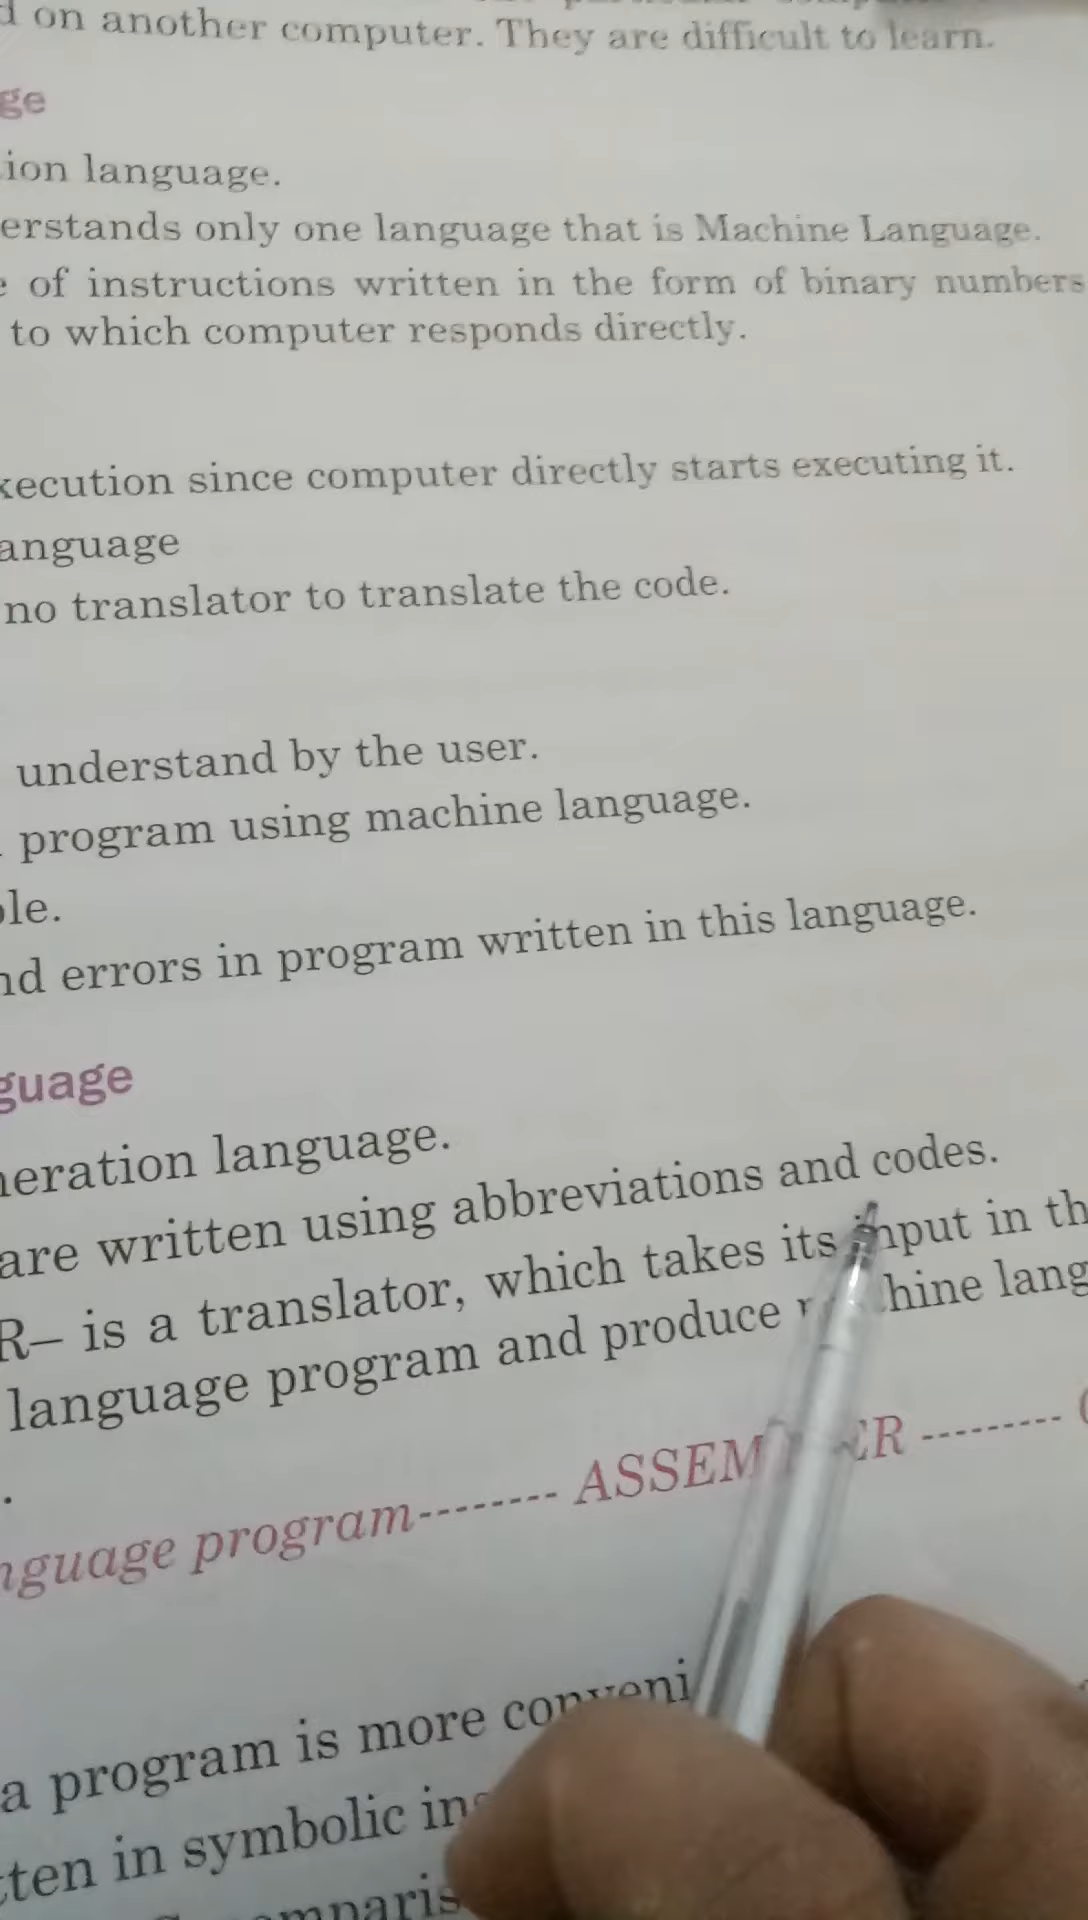 on another computer. They are difficult to learn.
ge
ion language.
erstands only one language that is Machine Language.
of instructions written in the form of binary numbers
to which computer responds directly.
xecution since computer directly starts executing it.
anguage
no translator to translate the code.
understand by the user.
program using machine language.
le.
nd errors in program written in this language.
guage
neration language.
are written using abbreviations and codes.
R– is a translator, which takes its input in th
language program and produce hine lang
.
nguage program-------- ASSEM ER ---------
a program is more conveni
ten in symbolic in
mparis